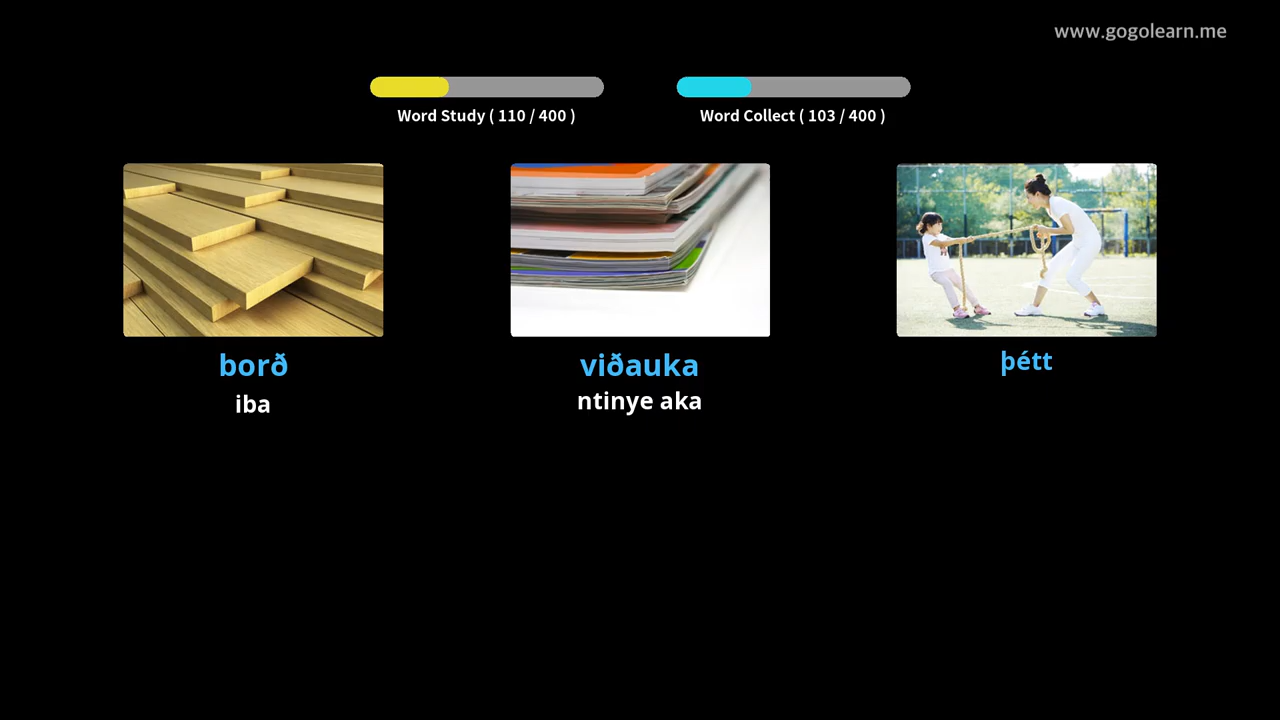 www.gogolearn.me
Word Study ( 110 / 400 )
Word Collect ( 103 / 400 )
borð
iba
viðauka
ntinye aka
þétt